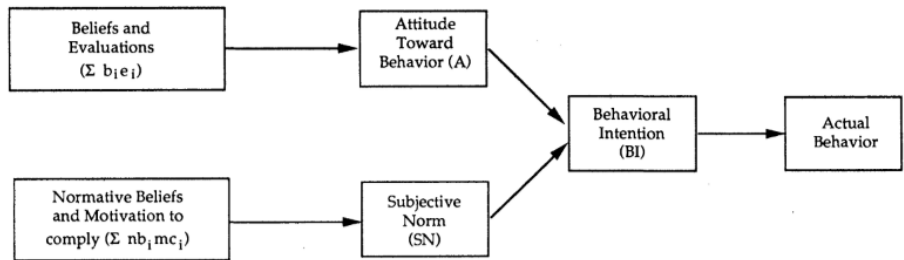 Beliefs and
Evaluations
(Σ bᵢeᵢ)
Attitude
Toward
Behavior (A)
Behavioral
Intention
(BI)
Actual
Behavior
Normative Beliefs
and Motivation to
comply (Σ nbᵢmcᵢ)
Subjective
Norm
(SN)